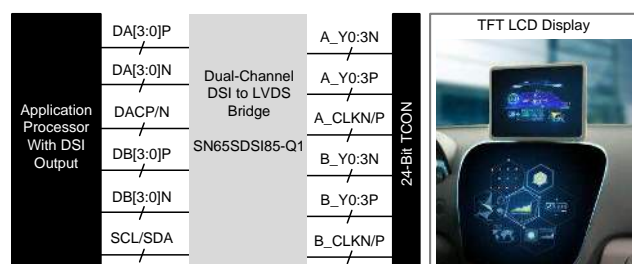 Application
Processor
With DSI
Output
DA[3:0]P
DA[3:0]N
DACP/N
DB[3:0]P
DB[3:0]N
SCL/SDA
Dual-Channel
DSI to LVDS
Bridge
SN65SDSI85-Q1
A_Y0:3N
A_Y0:3P
A_CLKN/P
B_Y0:3N
B_Y0:3P
B_CLKN/P
24-Bit TCON
TFT LCD Display